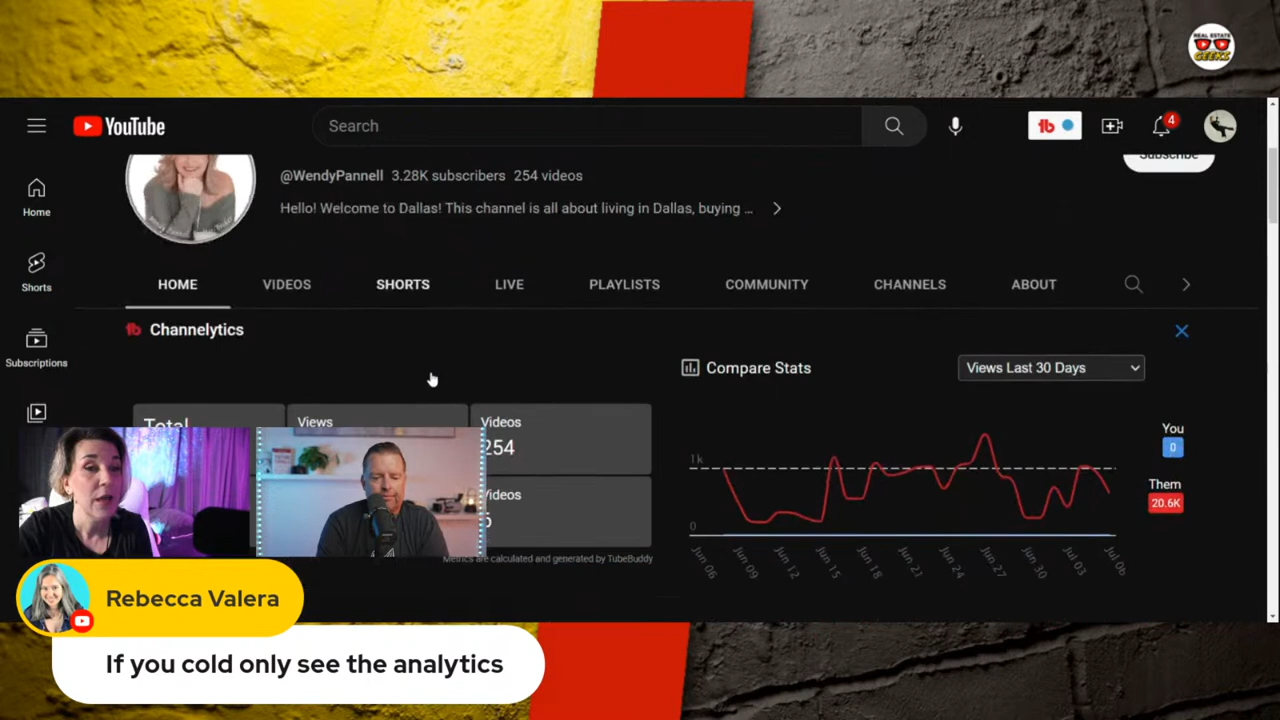 REAL ESTATE
GEEKS
YouTube
Search
4
Subscribe
@WendyPannell 3.28K subscribers 254 videos
Hello! Welcome to Dallas! This channel is all about living in Dallas, buying ...
Home
Shorts
Subscriptions
HOME VIDEOS SHORTS LIVE PLAYLISTS COMMUNITY CHANNELS ABOUT
Channelytics
Compare Stats
Views Last 30 Days
Total
Views
Videos
254
Videos
Metrics are calculated and generated by TubeBuddy
1k
0
You
0
Them
20.6K
Jun 06 Jun 09 Jun 12 Jun 15 Jun 18 Jun 21 Jun 24 Jun 27 Jun 30 Jul 03 Jul 06
Rebecca Valera
If you cold only see the analytics